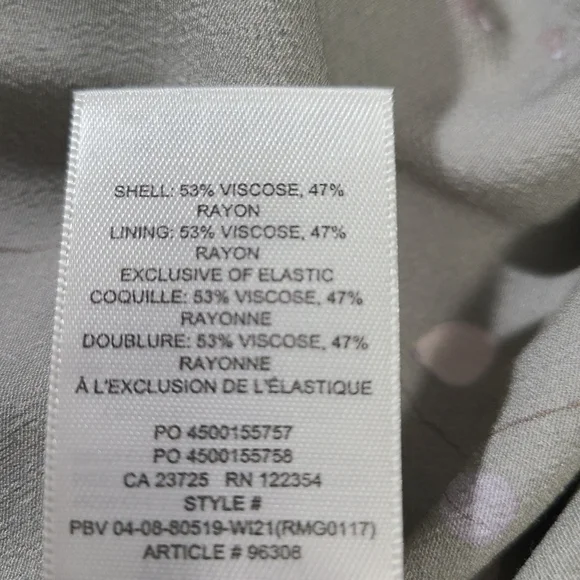 SHELL: 53% VISCOSE, 47%
RAYON
LINING: 53% VISCOSE, 47%
RAYON
EXCLUSIVE OF ELASTIC
COQUILLE: 53% VISCOSE, 47%
RAYONNE
DOUBLURE: 53% VISCOSE, 47%
RAYONNE
À L'EXCLUSION DE L'ÉLASTIQUE
PO 4500155757
PO 4500155758
CA 23725 RN 122354
STYLE #
PBV 04-08-80519-WI21(RMG0117)
ARTICLE # 96308